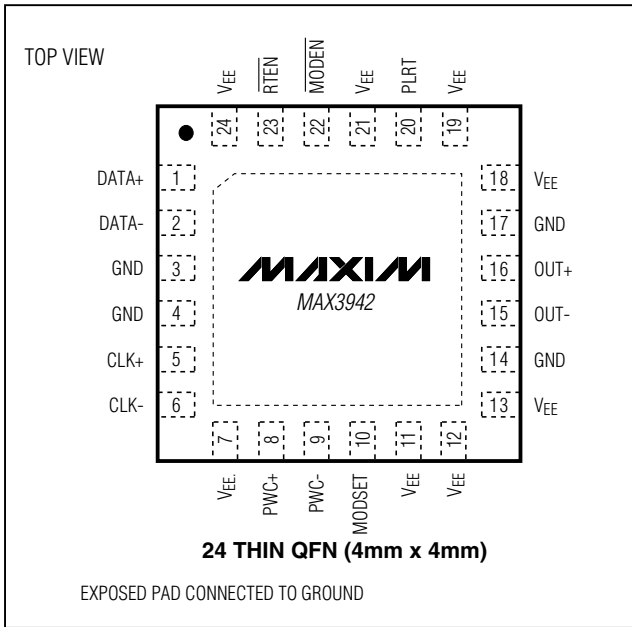 TOP VIEW
VEE
RTEN
MODEN
VEE
PLRT
VEE
24
23
22
21
20
19
DATA+ 1
DATA- 2
GND 3
GND 4
CLK+ 5
CLK- 6
18 VEE
17 GND
16 OUT+
15 OUT-
14 GND
13 VEE
MAXIM
MAX3942
7
8
9
10
11
12
VEE.
PWC+
PWC-
MODSET
VEE
VEE
24 THIN QFN (4mm x 4mm)
EXPOSED PAD CONNECTED TO GROUND